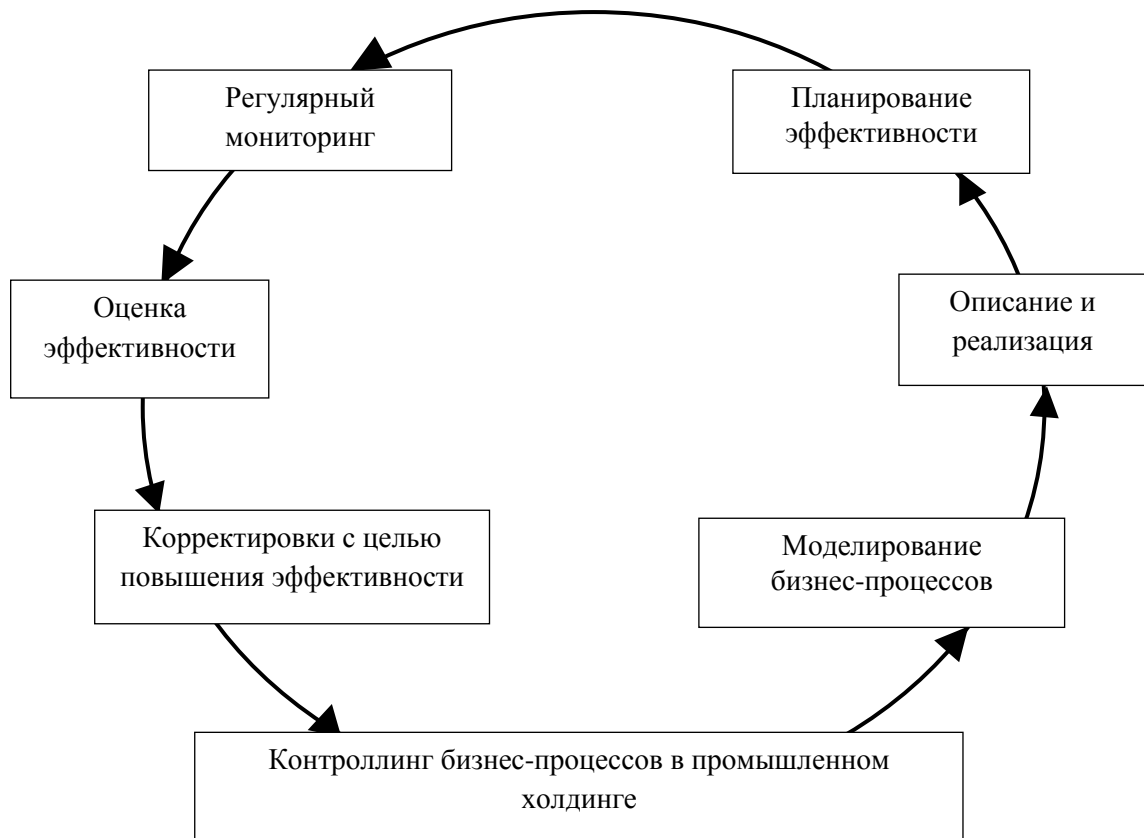 Регулярный
мониторинг
Планирование
эффективности
Оценка
эффективности
Описание и
реализация
Корректировки с целью
повышения эффективности
Моделирование
бизнес-процессов
Контроллинг бизнес-процессов в промышленном
холдинге